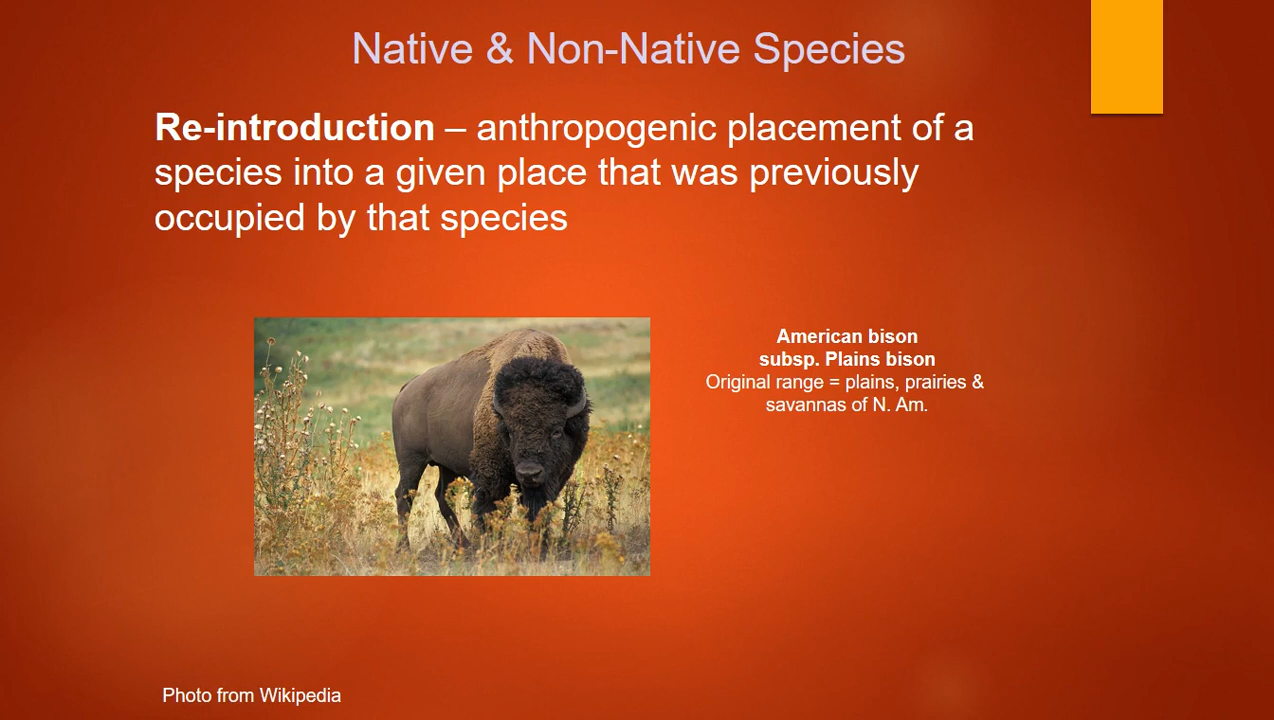 Native & Non-Native Species
Re-introduction – anthropogenic placement of a
species into a given place that was previously
occupied by that species
American bison
subsp. Plains bison
Original range = plains, prairies &
savannas of N. Am.
Photo from Wikipedia